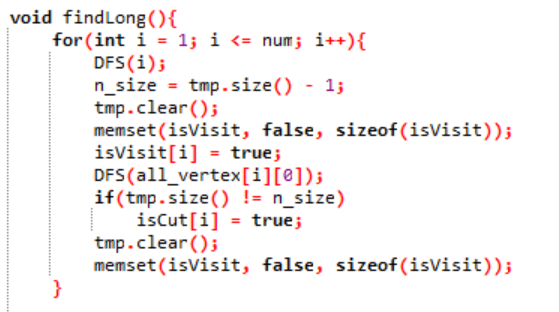 void findLong(){
    for(int i = 1; i <= num; i++){
        DFS(i);
        n_size = tmp.size() - 1;
        tmp.clear();
        memset(isVisit, false, sizeof(isVisit));
        isVisit[i] = true;
        DFS(all_vertex[i][0]);
        if(tmp.size() != n_size)
            isCut[i] = true;
        tmp.clear();
        memset(isVisit, false, sizeof(isVisit));
    }